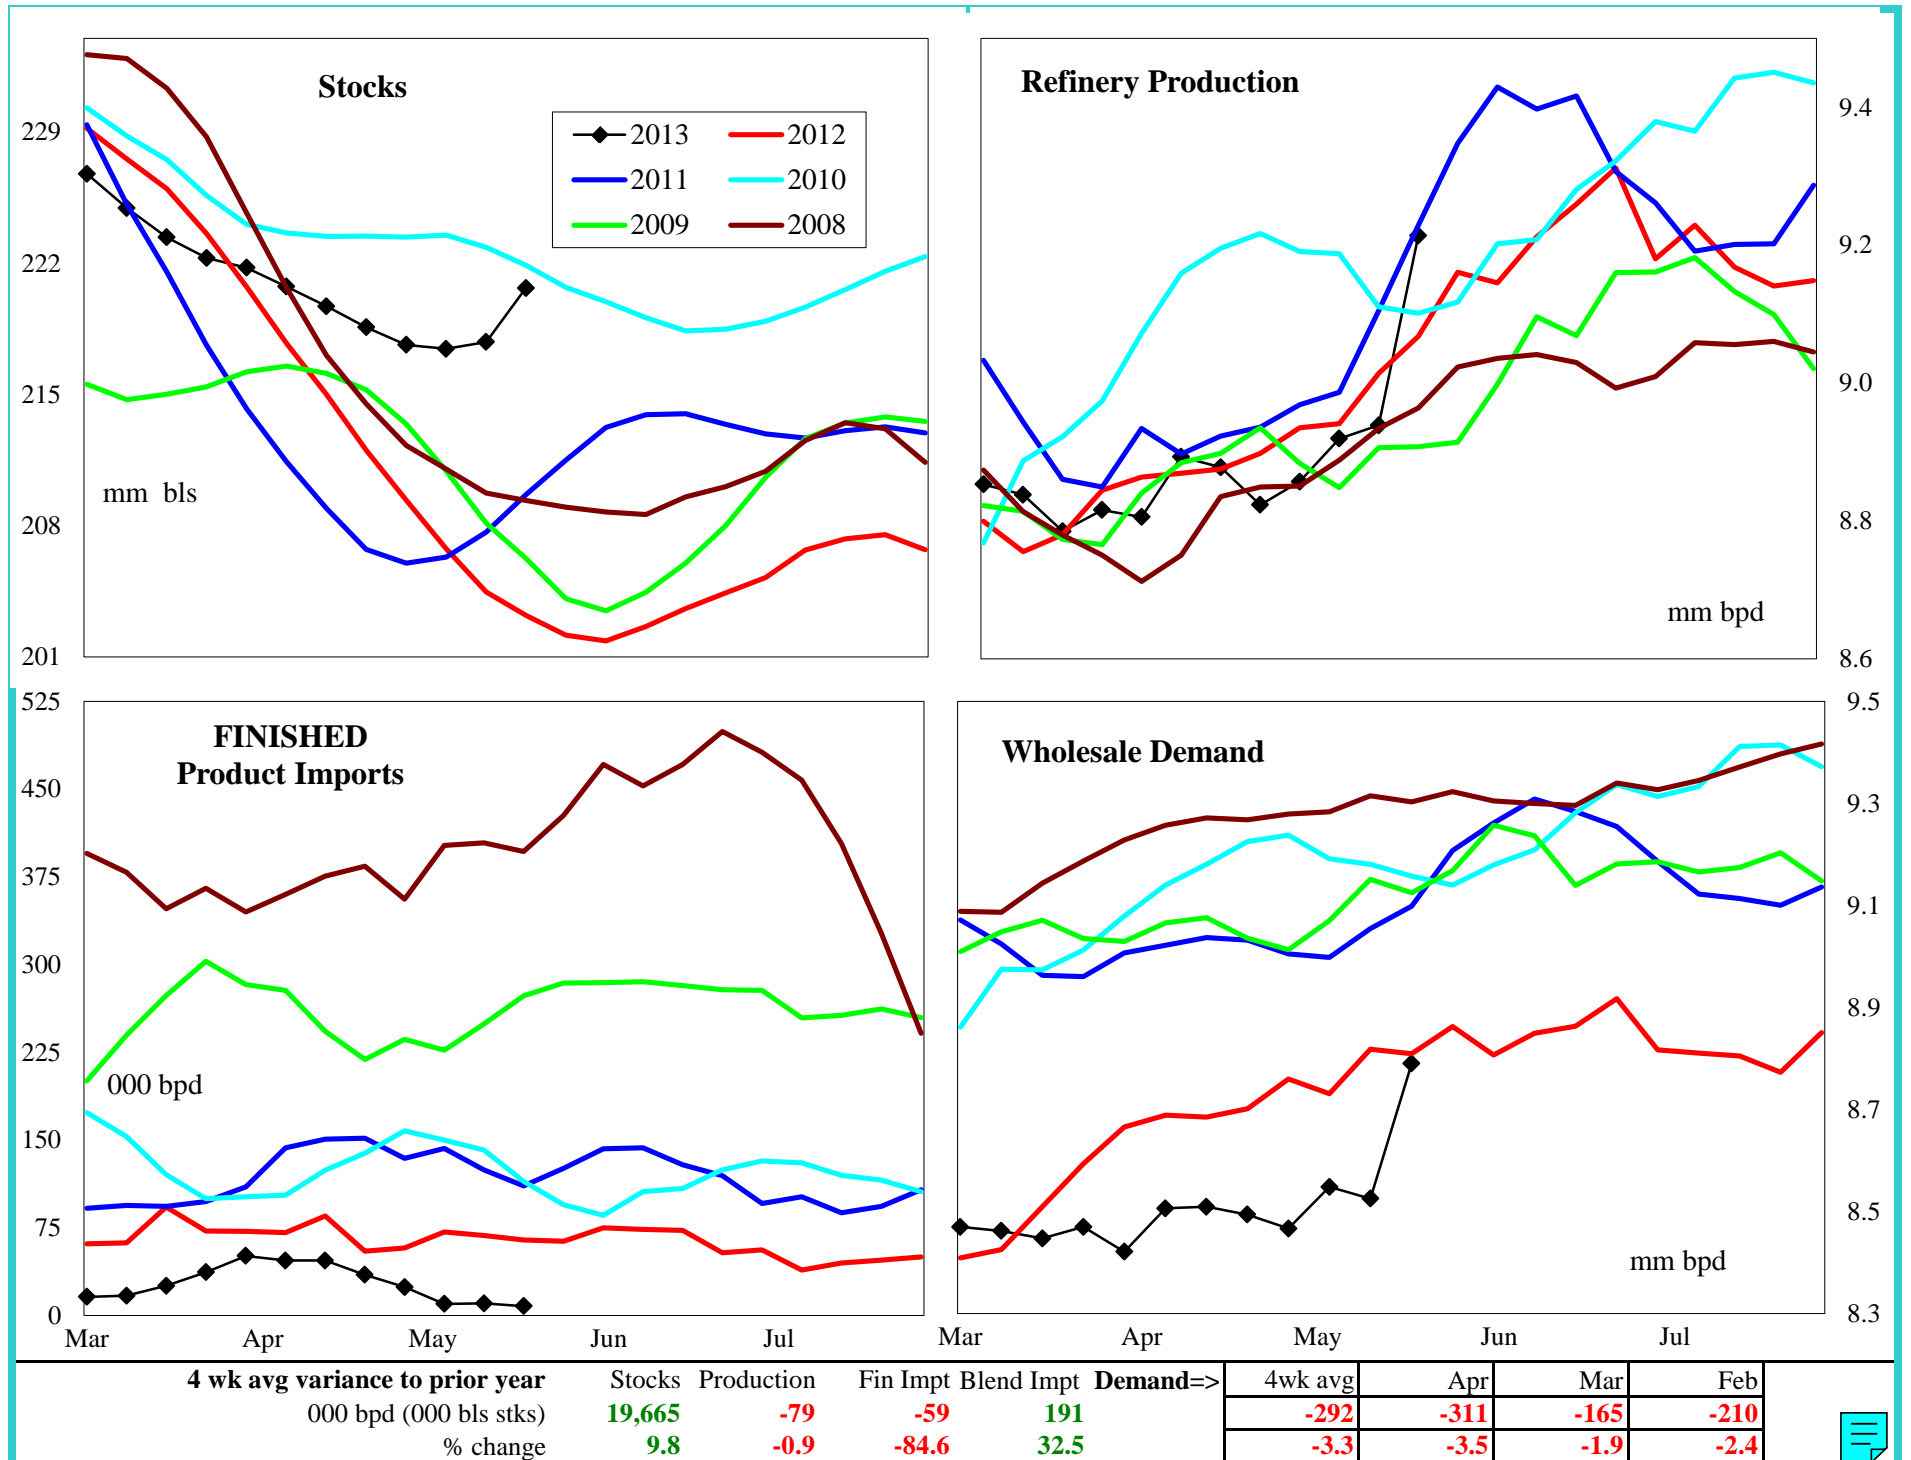 Stocks
229
222
215
208
201
mm bls
2013 2012
2011 2010
2009 2008
Refinery Production
9.4
9.2
9.0
8.8
8.6
mm bpd
FINISHED
Product Imports
525
450
375
300
225
150
75
0
000 bpd
Mar Apr May Jun Jul
Wholesale Demand
9.5
9.3
9.1
8.9
8.7
8.5
8.3
mm bpd
Mar Apr May Jun Jul
4 wk avg variance to prior year Stocks Production Fin Impt Blend Impt Demand=> 4wk avg Apr Mar Feb
000 bpd (000 bls stks) 19,665 -79 -59 191 -292 -311 -165 -210
% change 9.8 -0.9 -84.6 32.5 -3.3 -3.5 -1.9 -2.4